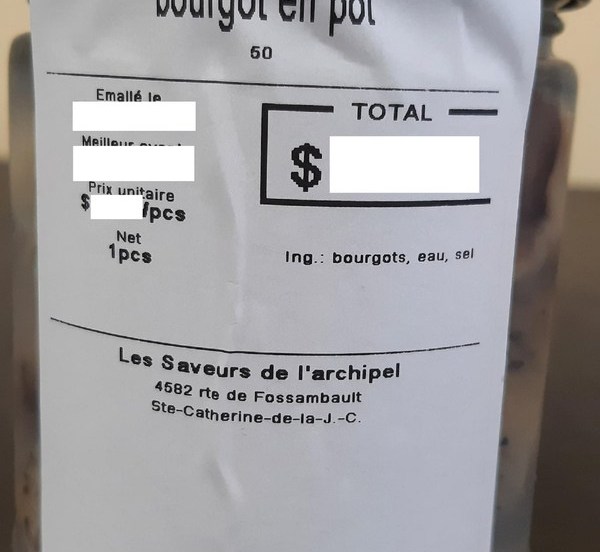 bourgot en pot
50
Emallé le
TOTAL
$
Meilleur
Prix unitaire
$ /pcs
Net
1pcs
Ing.: bourgots, eau, sel
Les Saveurs de l'archipel
4582 rte de Fossambault
Ste-Catherine-de-la-J.-C.